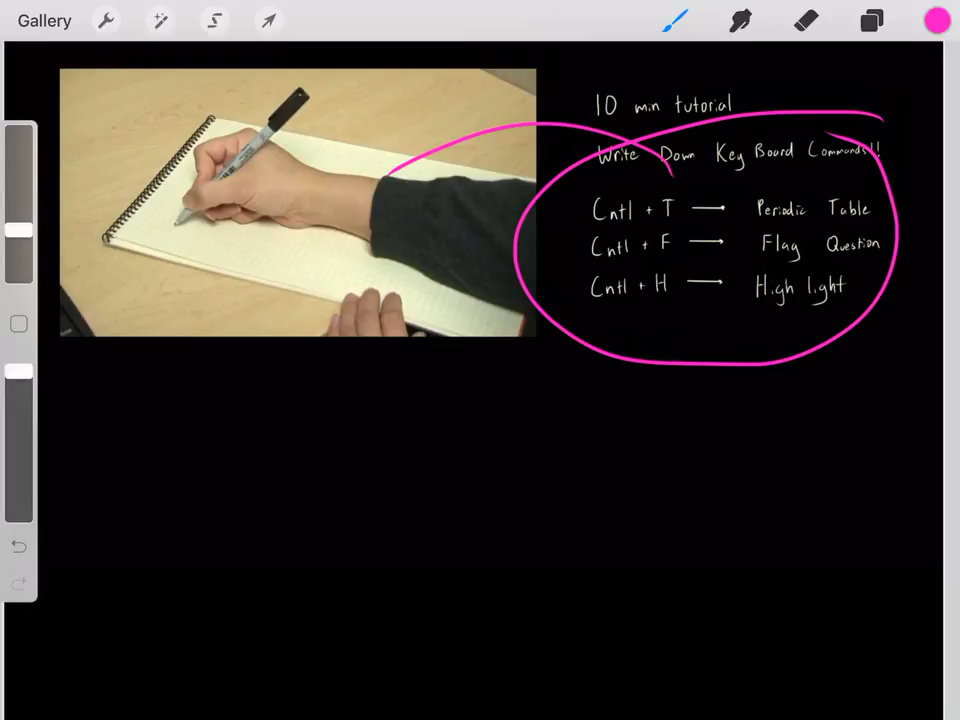 Gallery
10 min tutorial
Write Down Key Board Commands!!
Cntl + T → Periodic Table
Cntl + F → Flag Question
Cntl + H → High light